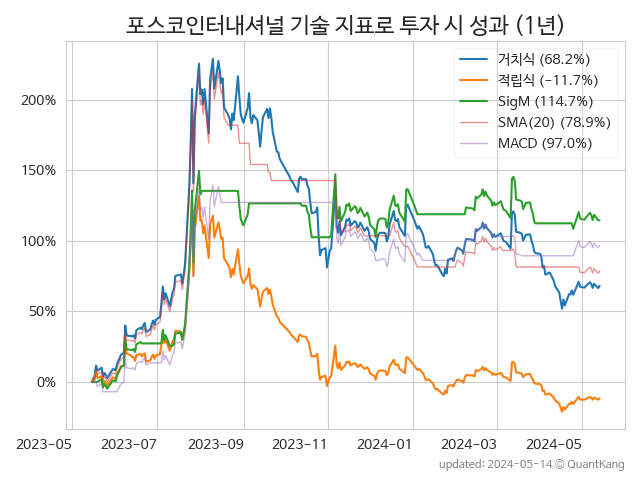 포스코인터내셔널 기술 지표로 투자 시 성과 (1년)
거치식 (68.2%)
적립식 (-11.7%)
SigM (114.7%)
SMA(20) (78.9%)
MACD (97.0%)
200%
150%
100%
50%
0%
2023-05 2023-07 2023-09 2023-11 2024-01 2024-03 2024-05
updated: 2024-05-14 @ QuantKang